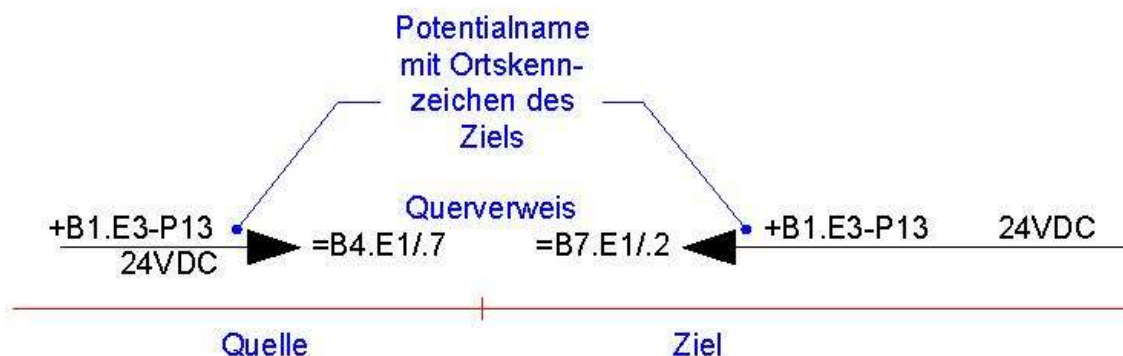 Potentialname
mit Ortskenn-
zeichen des
Ziels
Querverweis
+B1.E3-P13
24VDC
=B4.E1/.7
=B7.E1/.2
+B1.E3-P13
24VDC
Quelle
Ziel